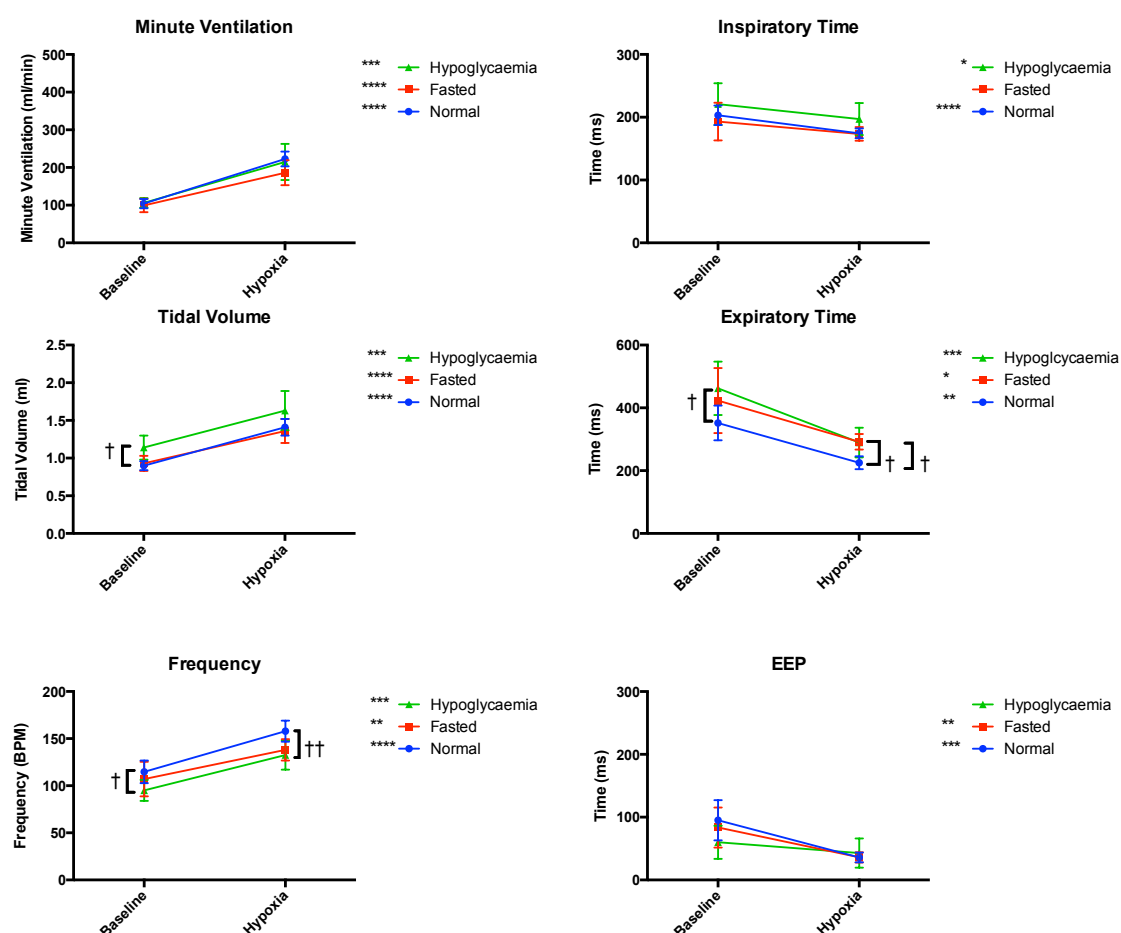 Minute Ventilation
Minute Ventilation (ml/min)
500
400
300
200
100
0
Baseline
Hypoxia
*** Hypoglycaemia
**** Fasted
**** Normal
Inspiratory Time
Time (ms)
300
200
100
0
Baseline
Hypoxia
* Hypoglycaemia
Fasted
**** Normal
Tidal Volume
Tidal Volume (ml)
2.5
2.0
1.5
1.0
0.5
0.0
†
Baseline
Hypoxia
*** Hypoglycaemia
**** Fasted
**** Normal
Expiratory Time
Time (ms)
600
400
200
0
†
† †
Baseline
Hypoxia
*** Hypoglcycaemia
* Fasted
** Normal
Frequency
Frequency (BPM)
200
150
100
50
0
†
††
Baseline
Hypoxia
*** Hypoglycaemia
** Fasted
**** Normal
EEP
Time (ms)
300
200
100
0
Baseline
Hypoxia
Hypoglycaemia
** Fasted
*** Normal